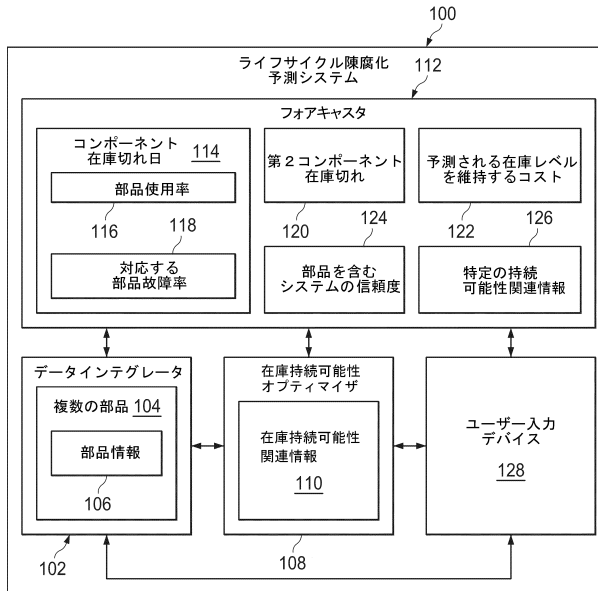 100
ライフサイクル陳腐化
予測システム
112
フォアキャスタ
コンポーネント
在庫切れ日
114
部品使用率
116
118
対応する
部品故障率
第2コンポーネント
在庫切れ
120
124
部品を含む
システムの信頼度
予測される在庫レベル
を維持するコスト
122
126
特定の持続
可能性関連情報
データインテグレータ
複数の部品 104
部品情報
106
102
在庫持続可能性
オプティマイザ
在庫持続可能性
関連情報
110
108
ユーザー入力
デバイス
128